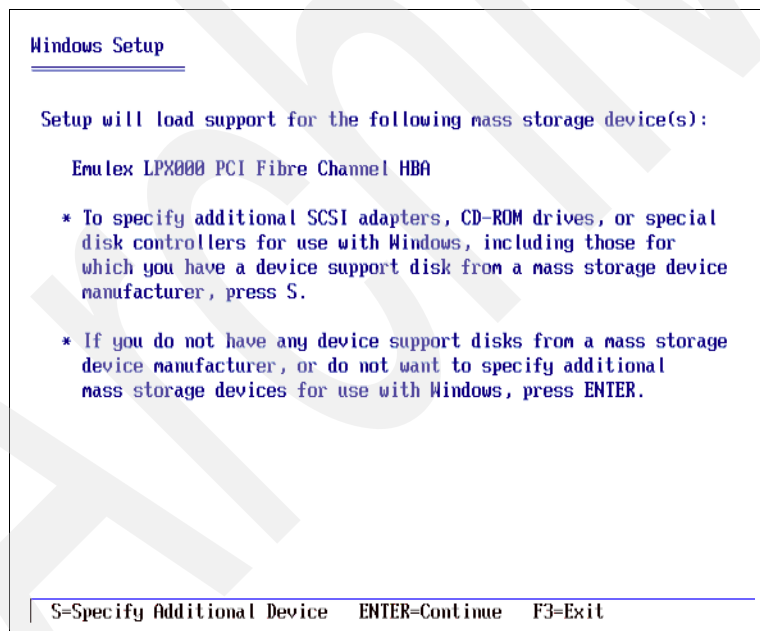 Windows Setup
Setup will load support for the following mass storage device(s):
Emulex LPX000 PCI Fibre Channel HBA
* To specify additional SCSI adapters, CD-ROM drives, or special
disk controllers for use with Windows, including those for
which you have a device support disk from a mass storage device
manufacturer, press S.
* If you do not have any device support disks from a mass storage
device manufacturer, or do not want to specify additional
mass storage devices for use with Windows, press ENTER.
S=Specify Additional Device ENTER=Continue F3=Exit